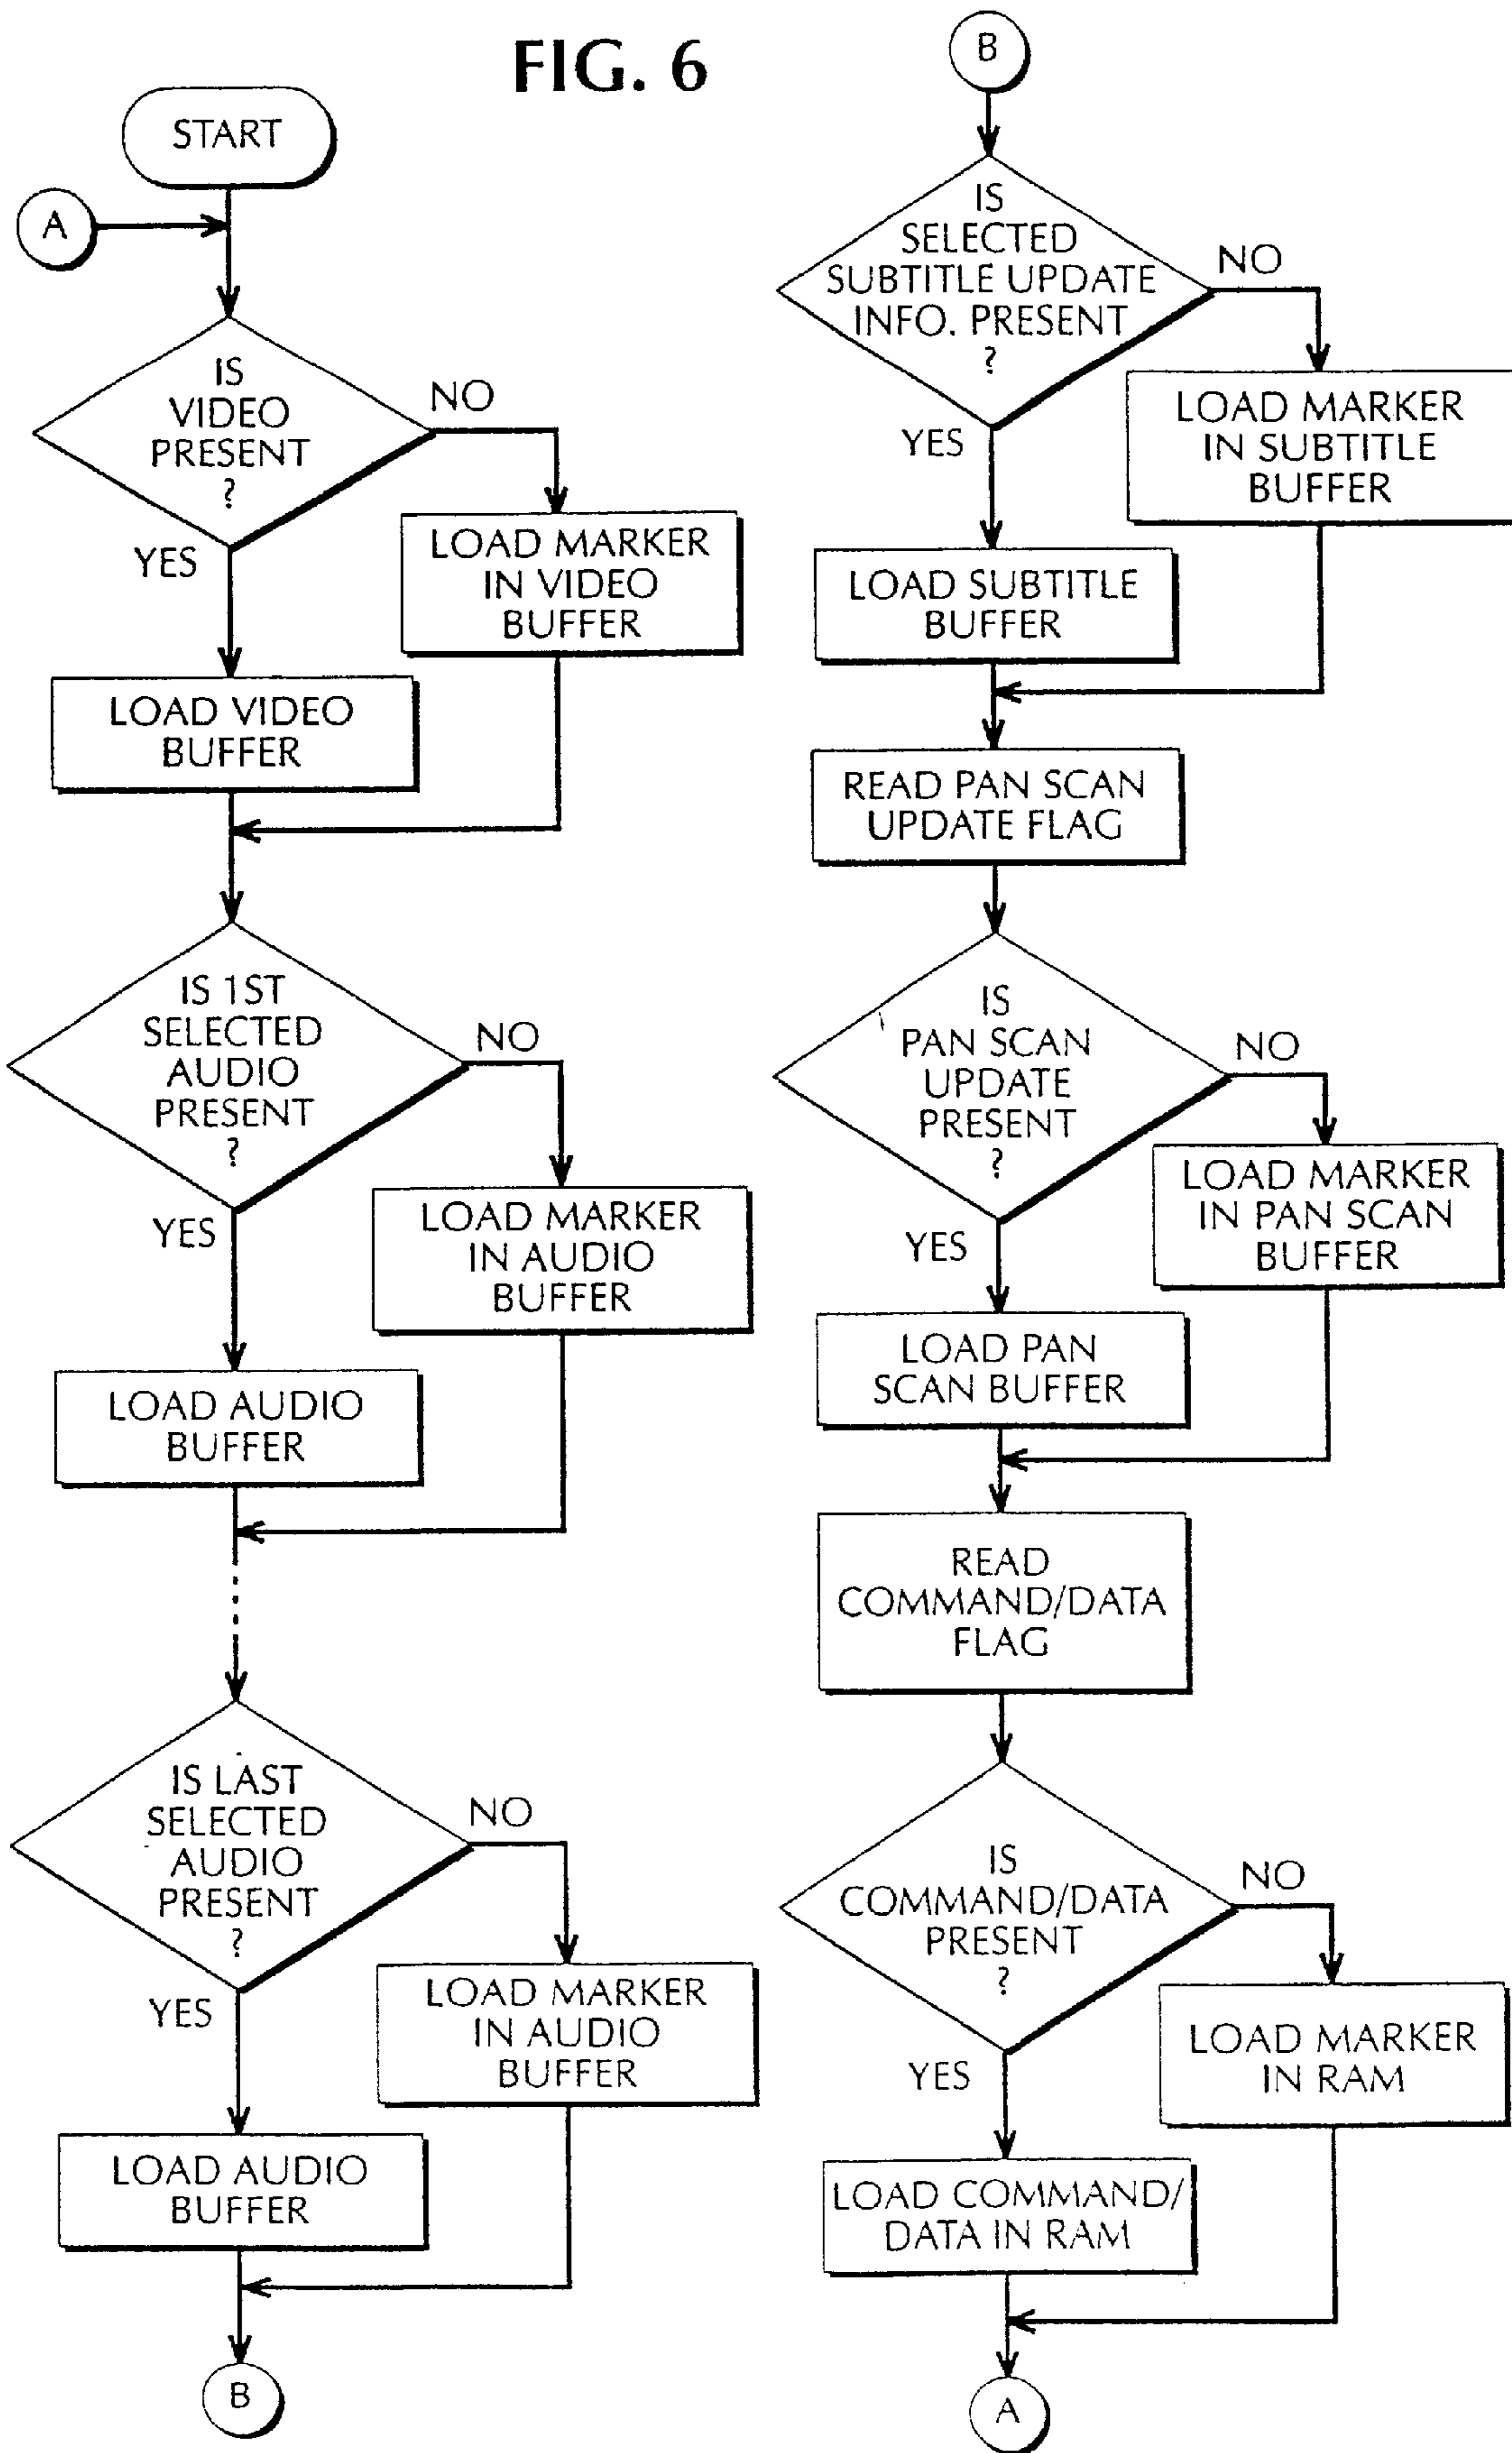 FIG. 6
START
A
IS
VIDEO
PRESENT
?
NO
YES
LOAD MARKER
IN VIDEO
BUFFER
LOAD VIDEO
BUFFER
IS 1ST
SELECTED
AUDIO
PRESENT
?
NO
YES
LOAD MARKER
IN AUDIO
BUFFER
LOAD AUDIO
BUFFER
IS LAST
SELECTED
AUDIO
PRESENT
?
NO
YES
LOAD MARKER
IN AUDIO
BUFFER
LOAD AUDIO
BUFFER
B
B
IS
SELECTED
SUBTITLE UPDATE
INFO. PRESENT
?
NO
YES
LOAD MARKER
IN SUBTITLE
BUFFER
LOAD SUBTITLE
BUFFER
READ PAN SCAN
UPDATE FLAG
IS
PAN SCAN
UPDATE
PRESENT
?
NO
YES
LOAD MARKER
IN PAN SCAN
BUFFER
LOAD PAN
SCAN BUFFER
READ
COMMAND/DATA
FLAG
IS
COMMAND/DATA
PRESENT
?
NO
YES
LOAD MARKER
IN RAM
LOAD COMMAND/
DATA IN RAM
A